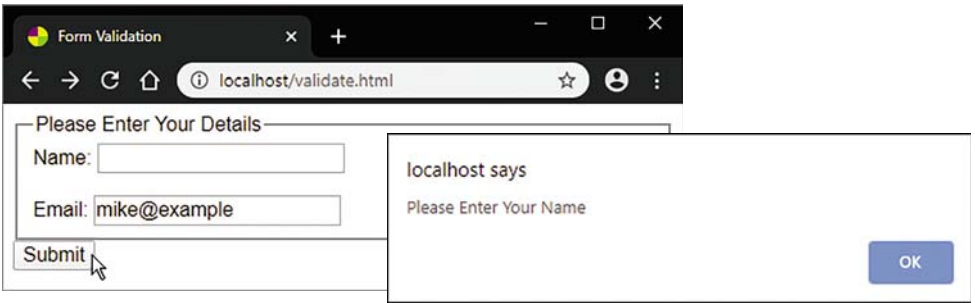 Form Validation
localhost/validate.html
Please Enter Your Details
Name:
Email: mike@example
Submit
localhost says
Please Enter Your Name
OK